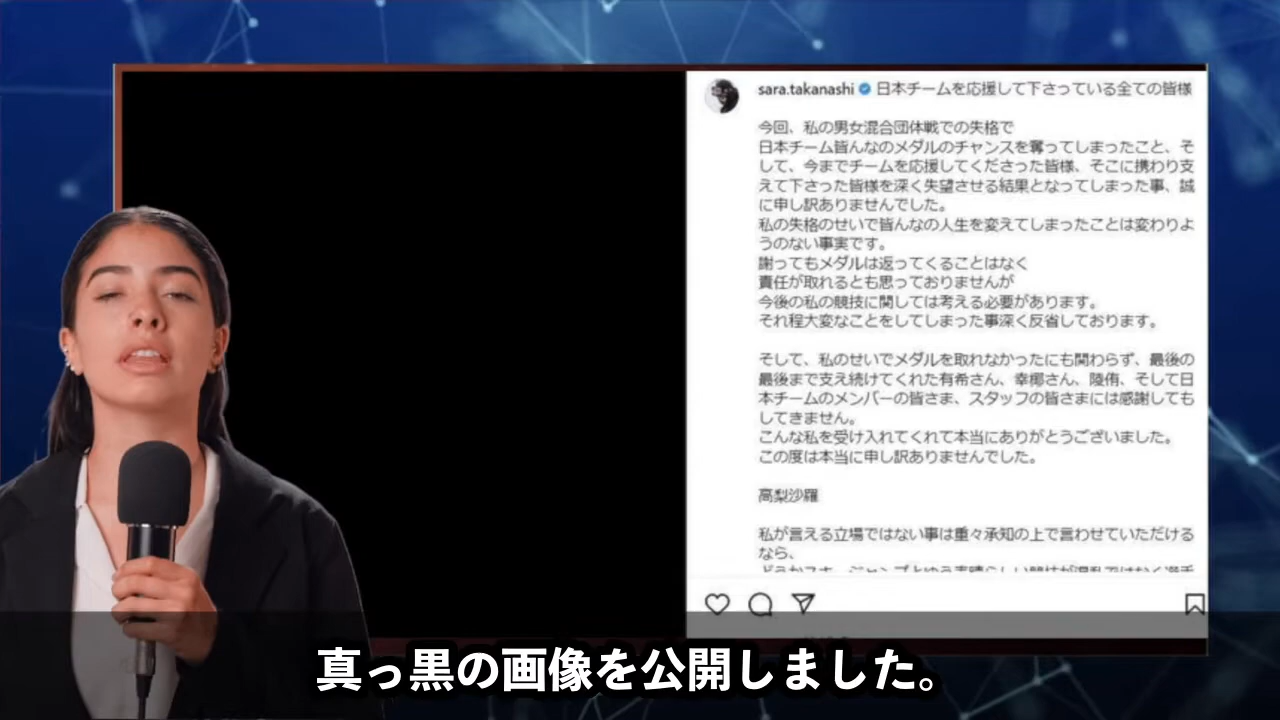 sara.takanashi 日本チームを応援して下さっている全ての皆様
今回、私の男女混合団体戦での失格で
日本チーム皆んなのメダルのチャンスを奪ってしまったこと、そ
して、今までチームを応援してくださった皆様、そこに携わり支
えて下さった皆様を深く失望させる結果となってしまった事、誠
に申し訳ありませんでした。
私の失格のせいで皆んなの人生を変えてしまったことは変わりよ
うのない事実です。
謝ってもメダルは返ってくることはなく
責任が取れるとも思っておりませんが
今後の私の競技に関しては考える必要があります。
それ程大変なことをしてしまった事深く反省しております。
そして、私のせいでメダルを取れなかったにも関わらず、最後の
最後まで支え続けてくれた有希さん、幸椰さん、陵侑、そして日
本チームのメンバーの皆さま、スタッフの皆さまには感謝しても
してきません。
こんな私を受け入れてくれて本当にありがとうございました。
この度は本当に申し訳ありませんでした。
高梨沙羅
私が言える立場ではない事は重々承知の上で言わせていただける
なら、
真っ黒の画像を公開しました。